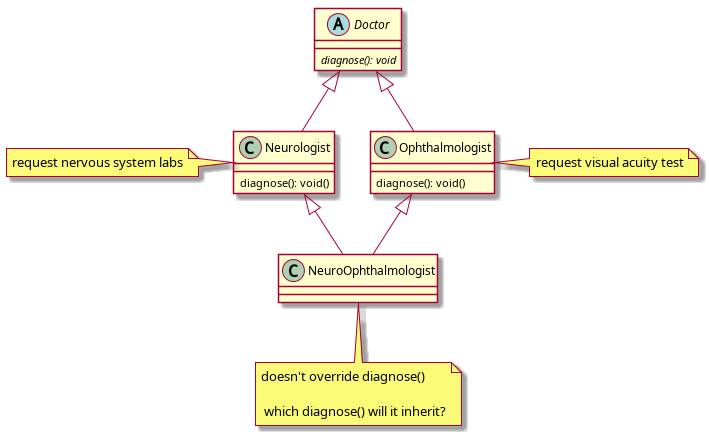 A Doctor
diagnose(): void
request nervous system labs
C Neurologist
diagnose(): void()
C Ophthalmologist
diagnose(): void()
request visual acuity test
C NeuroOphthalmologist
doesn't override diagnose()
which diagnose() will it inherit?